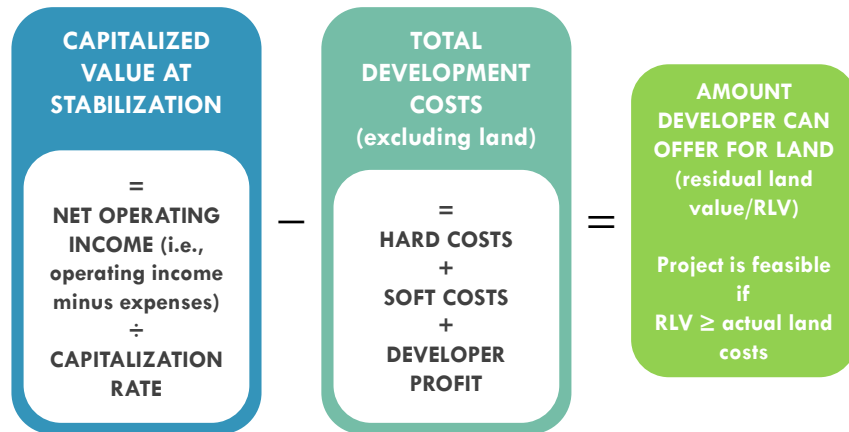 CAPITALIZED
VALUE AT
STABILIZATION
=
NET OPERATING
INCOME (i.e.,
operating income
minus expenses)
÷
CAPITALIZATION
RATE
−
TOTAL
DEVELOPMENT
COSTS
(excluding land)
=
HARD COSTS
+
SOFT COSTS
+
DEVELOPER
PROFIT
=
AMOUNT
DEVELOPER CAN
OFFER FOR LAND
(residual land
value/RLV)
Project is feasible
if
RLV ≥ actual land
costs